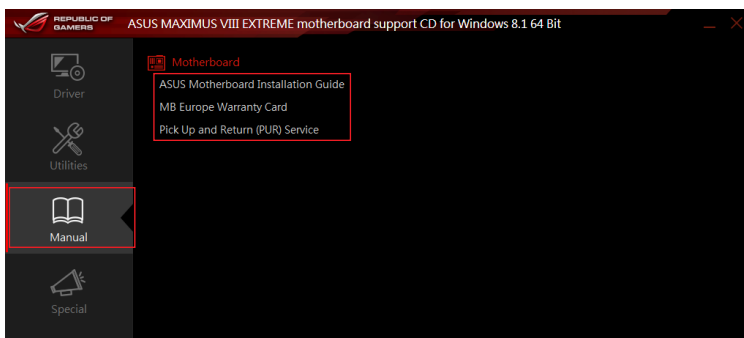 REPUBLIC OF
GAMERS
ASUS MAXIMUS VIII EXTREME motherboard support CD for Windows 8.1 64 Bit
Driver
Utilities
Manual
Special
Motherboard
ASUS Motherboard Installation Guide
MB Europe Warranty Card
Pick Up and Return (PUR) Service